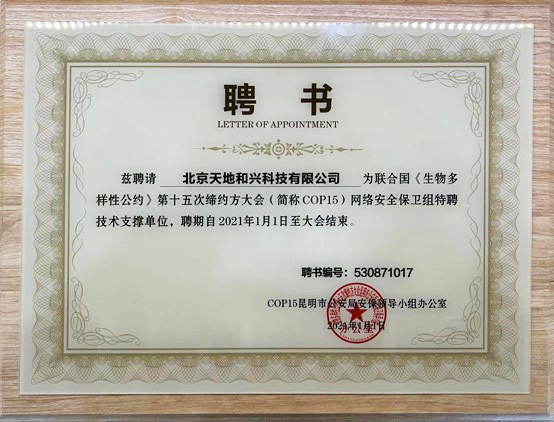 聘 书
LETTER OF APPOINTMENT
兹聘请 北京天地和兴科技有限公司 为联合国《生物多
样性公约》第十五次缔约方大会（简称COP15）网络安全保卫组特聘
技术支撑单位，聘期自2021年1月1日至大会结束。
聘书编号：530871017
COP15昆明市公安局安保领导小组办公室
2021年1月1日
办公室